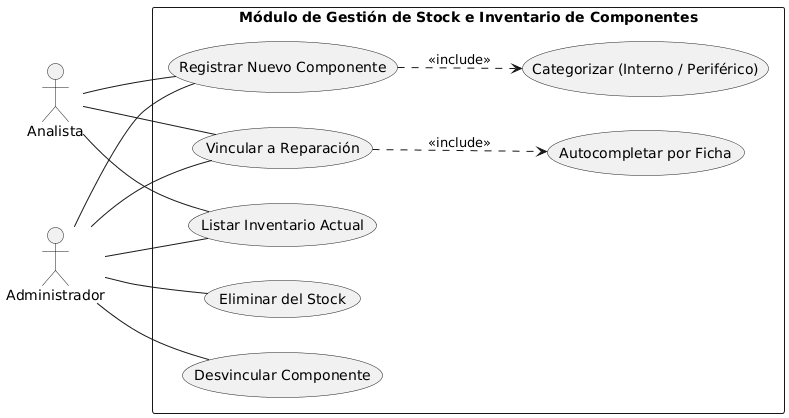 Módulo de Gestión de Stock e Inventario de Componentes
Registrar Nuevo Componente
«include»
Categorizar (Interno / Periférico)
Analista
Vincular a Reparación
«include»
Autocompletar por Ficha
Listar Inventario Actual
Administrador
Eliminar del Stock
Desvincular Componente